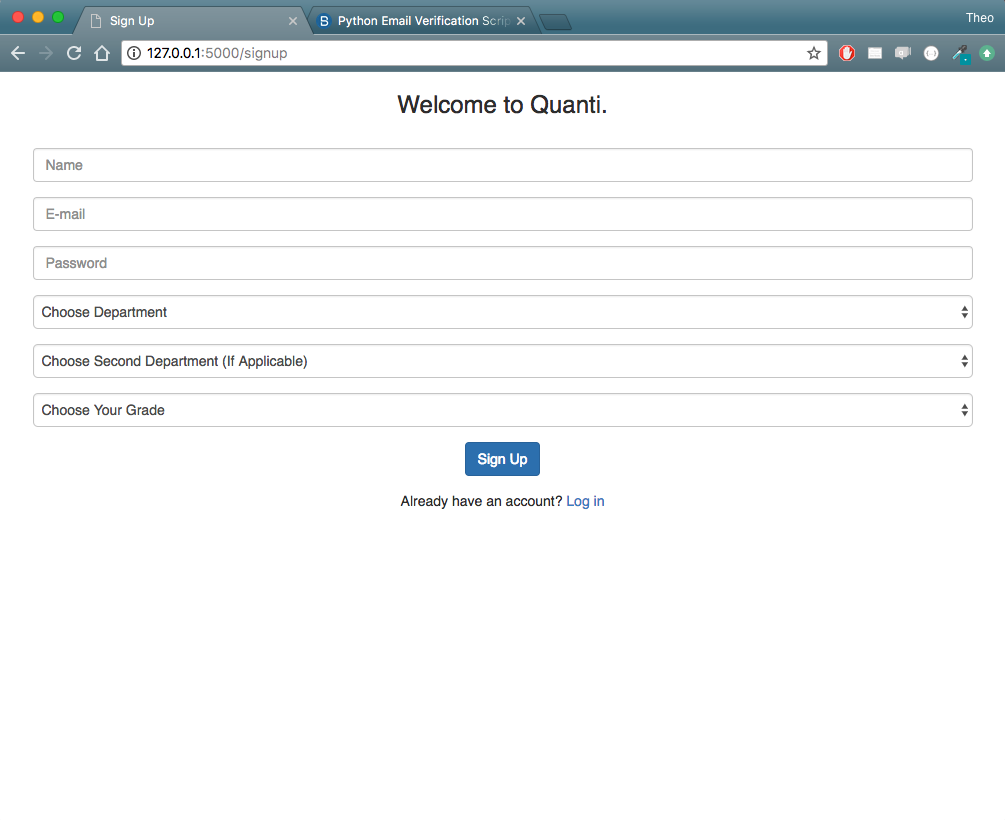 Sign Up
Python Email Verification Scrip
Theo
127.0.0.1:5000/signup
Welcome to Quanti.
Name
E-mail
Password
Choose Department
Choose Second Department (If Applicable)
Choose Your Grade
Sign Up
Already have an account? Log in